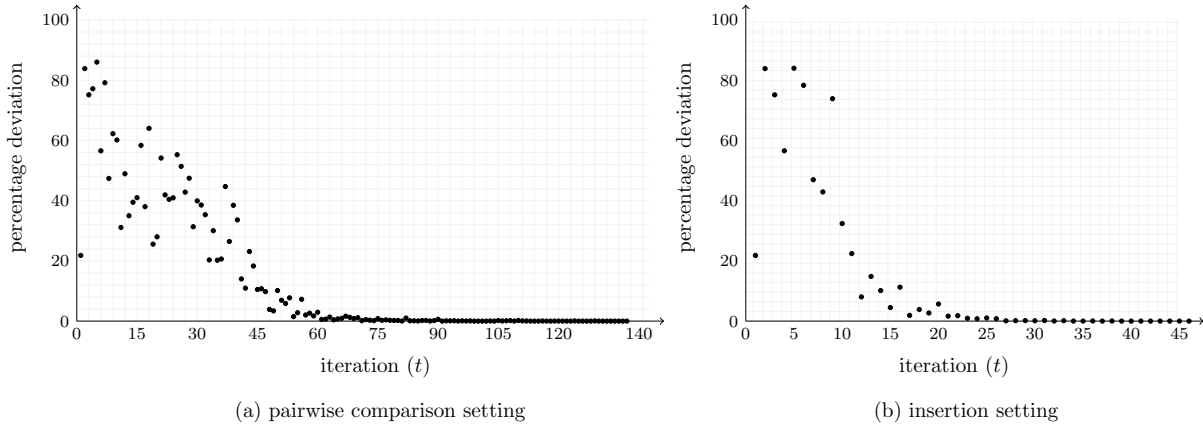 100
80
60
40
20
0
0 15 30 45 60 75 90 105 120 140
percentage deviation
iteration (t)
(a) pairwise comparison setting
100
80
60
40
20
0
0 5 10 15 20 25 30 35 40 45
percentage deviation
iteration (t)
(b) insertion setting